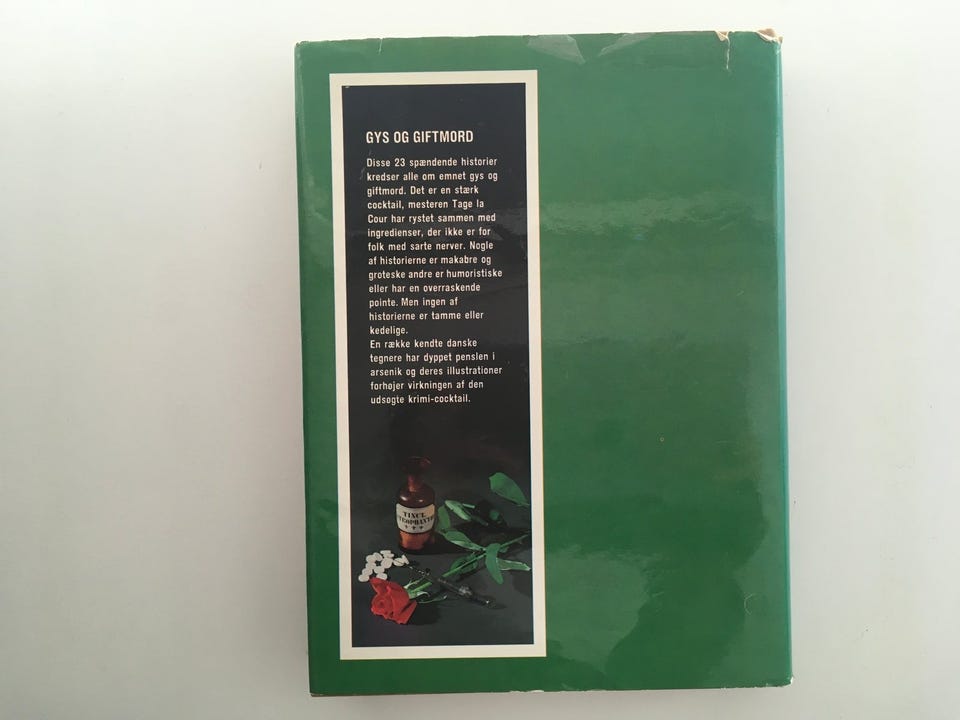 GYS OG GIFTMORD
Disse 23 spændende historier
kredser alle om emnet gys og
giftmord. Det er en stærk
cocktail, mesteren Tage la
Cour har rystet sammen med
ingredienser, der ikke er for
folk med sarte nerver. Nogle
af historierne er makabre og
groteske andre er humoristiske
eller har en overraskende
pointe. Men ingen af
historierne er tamme eller
kedelige.
En række kendte danske
tegnere har dyppet penslen i
arsenik og deres illustrationer
forhøjer virkningen af den
udsøgte krimi-cocktail.
TINCT.